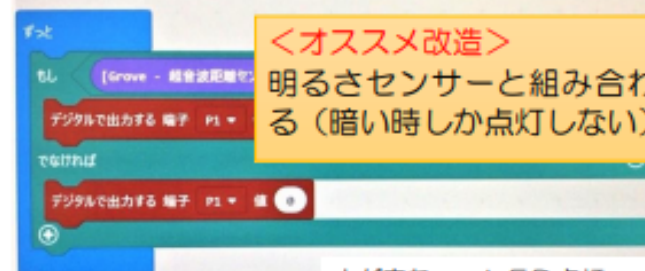 ずっと
＜オススメ改造＞
もし [Grove - 超音波距離セン
明るさセンサーと組み合わ
デジタルで出力する 端子 P1
る（暗い時しか点灯しない）
でなければ
デジタルで出力する 端子 P1 値 0